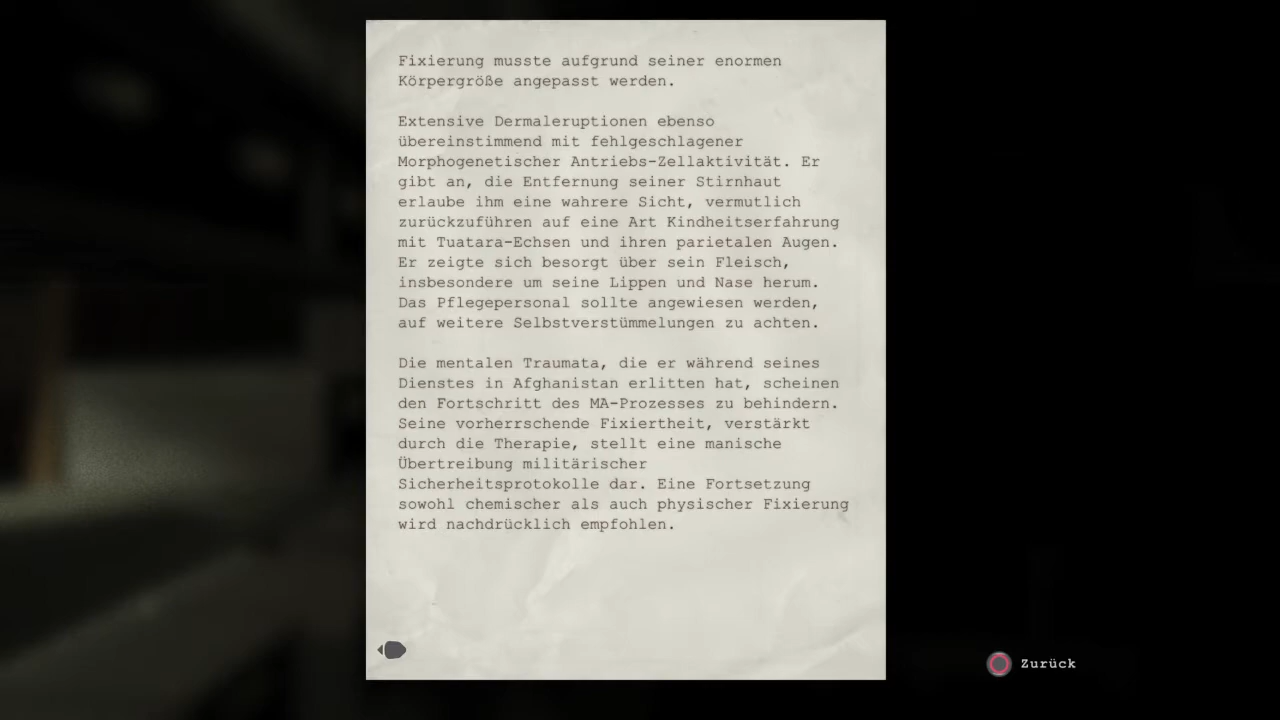 Fixierung musste aufgrund seiner enormen
Körpergröße angepasst werden.
Extensive Dermaleruptionen ebenso
übereinstimmend mit fehlgeschlagener
Morphogenetischer Antriebs-Zellaktivität. Er
gibt an, die Entfernung seiner Stirnhaut
erlaube ihm eine wahrere Sicht, vermutlich
zurückzuführen auf eine Art Kindheitserfahrung
mit Tuatara-Echsen und ihren parietalen Augen.
Er zeigte sich besorgt über sein Fleisch,
insbesondere um seine Lippen und Nase herum.
Das Pflegepersonal sollte angewiesen werden,
auf weitere Selbstverstümmelungen zu achten.
Die mentalen Traumata, die er während seines
Dienstes in Afghanistan erlitten hat, scheinen
den Fortschritt des MA-Prozesses zu behindern.
Seine vorherrschende Fixiertheit, verstärkt
durch die Therapie, stellt eine manische
Übertreibung militärischer
Sicherheitsprotokolle dar. Eine Fortsetzung
sowohl chemischer als auch physischer Fixierung
wird nachdrücklich empfohlen.
Zurück